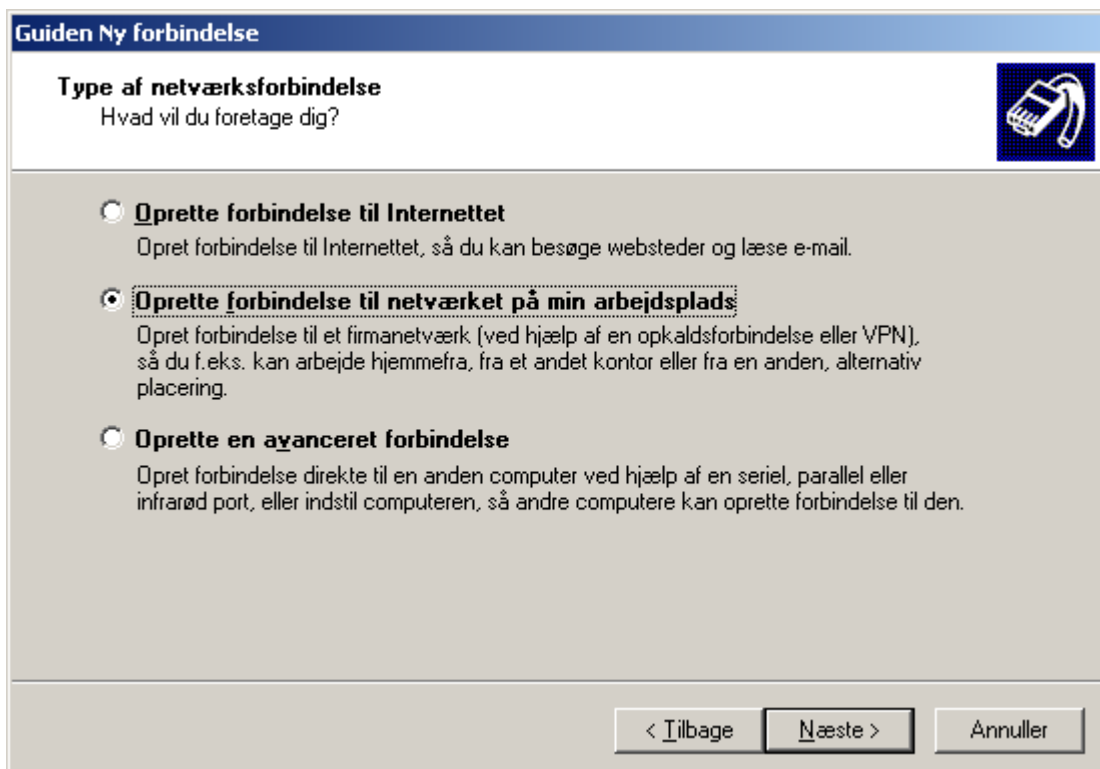 Guiden Ny forbindelse
Type af netværksforbindelse
Hvad vil du foretage dig?
Oprette forbindelse til Internettet
Opret forbindelse til Internettet, så du kan besøge websteder og læse e-mail.
Oprette forbindelse til netværket på min arbejdsplads
Opret forbindelse til et firmanetværk (ved hjælp af en opkaldsforbindelse eller VPN),
så du f.eks. kan arbejde hjemmefra, fra et andet kontor eller fra en anden, alternativ
placering.
Oprette en avanceret forbindelse
Opret forbindelse direkte til en anden computer ved hjælp af en seriel, parallel eller
infrarød port, eller indstil computeren, så andre computere kan oprette forbindelse til den.
< Tilbage Næste > Annuller